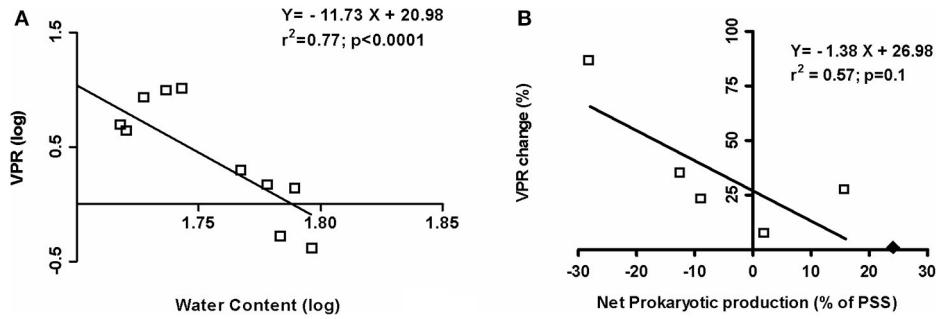 A
Y= - 11.73 X + 20.98
r²=0.77; p<0.0001
1.5
0.5
-0.5
VPR (log)
1.75
1.80
1.85
Water Content (log)
B
Y= - 1.38 X + 26.98
r² = 0.57; p=0.1
100
75
50
25
VPR change (%)
-30
-20
-10
0
10
20
30
Net Prokaryotic production (% of PSS)